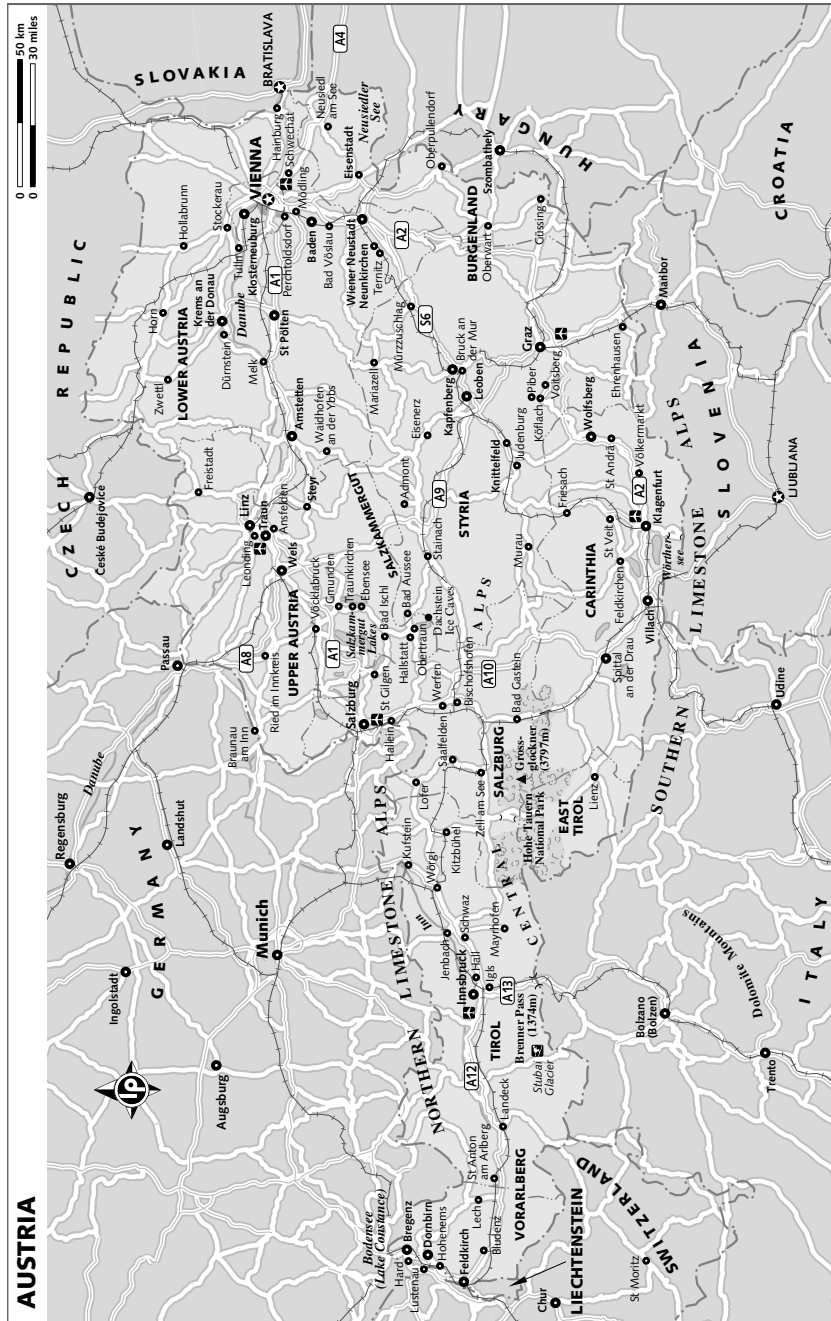 AUSTRIA
0 50 km
0 30 miles
CZECH REPUBLIC
SLOVAKIA
GERMANY
HUNGARY
CROATIA
SLOVENIA
ITALY
SWITZERLAND
LIECHTENSTEIN
Regensburg
Danube
Ingolstadt
Landshut
Passau
Augsburg
Munich
lp
České Budějovice
Freistadt
Zwettl
Horn
Hollabrunn
LOWER AUSTRIA
Krems an
der Donau
Dürnstein
Danube
Stockerau
Tulln
Klosterneuburg
VIENNA
BRATISLAVA
Hainburg
Schwechat
Mödling
Perchtoldsdorf
A1
A4
St Pölten
Melk
Amstetten
Waidhofen
an der Ybbs
Linz
Leonding
Traun
Ansfelden
Steyr
Wels
A8
Ried im Innkreis
Braunau
am Inn
UPPER AUSTRIA
A1
Vöcklabruck
Gmunden
Traunkirchen
Ebensee
Salzkam-
mergut
Lakes
SALZKAMMERGUT
Bad Ischl
Bad Aussee
Hallstatt
Obertraun
Dachstein
Ice Caves
Salzburg
St Gilgen
Hallein
Werfen
Bischofshofen
A10
Baden
Bad Vöslau
Neusiedl
am See
Neusiedler
See
Eisenstadt
Wiener Neustadt
Neunkirchen
Ternitz
A2
Oberpullendorf
Szombathely
BURGENLAND
Oberwart
Güssing
Mürzzuschlag
S6
Mariazell
Bruck an
der Mur
Kapfenberg
Leoben
Eisenerz
Admont
A9
STYRIA
Stainach
Knittelfeld
Judenburg
Murau
Graz
Piber
Voitsberg
Köflach
Ehrenhausen
Maribor
Wolfsberg
St Andrä
Völkermarkt
A2
Friesach
St Veit
Klagenfurt
CARINTHIA
Feldkirchen
Wörther-
see
Villach
Spittal
an der Drau
LJUBLJANA
Udine
Bad Gastein
SALZBURG
Saalfelden
Lofer
Zell am See
Gross-
glockner
(3797m)
Hohe Tauern
National Park
EAST
TIROL
Lienz
Kufstein
Wörgl
Kitzbühel
Inn
Jenbach
Schwaz
Mayrhofen
Hall
Innsbruck
Igls
A13
Brenner Pass
(1374m)
TIROL
Stubai
Glacier
A12
Landeck
St Anton
am Arlberg
Lech
VORARLBERG
Bludenz
Feldkirch
Bodensee
(Lake Constance)
Bregenz
Hard
Dornbirn
Lustenau
Hohenems
Chur
St Moritz
Bolzano
(Bolzen)
Trento
Dolomite Mountains
NORTHERN LIMESTONE ALPS
CENTRAL ALPS
SOUTHERN LIMESTONE ALPS